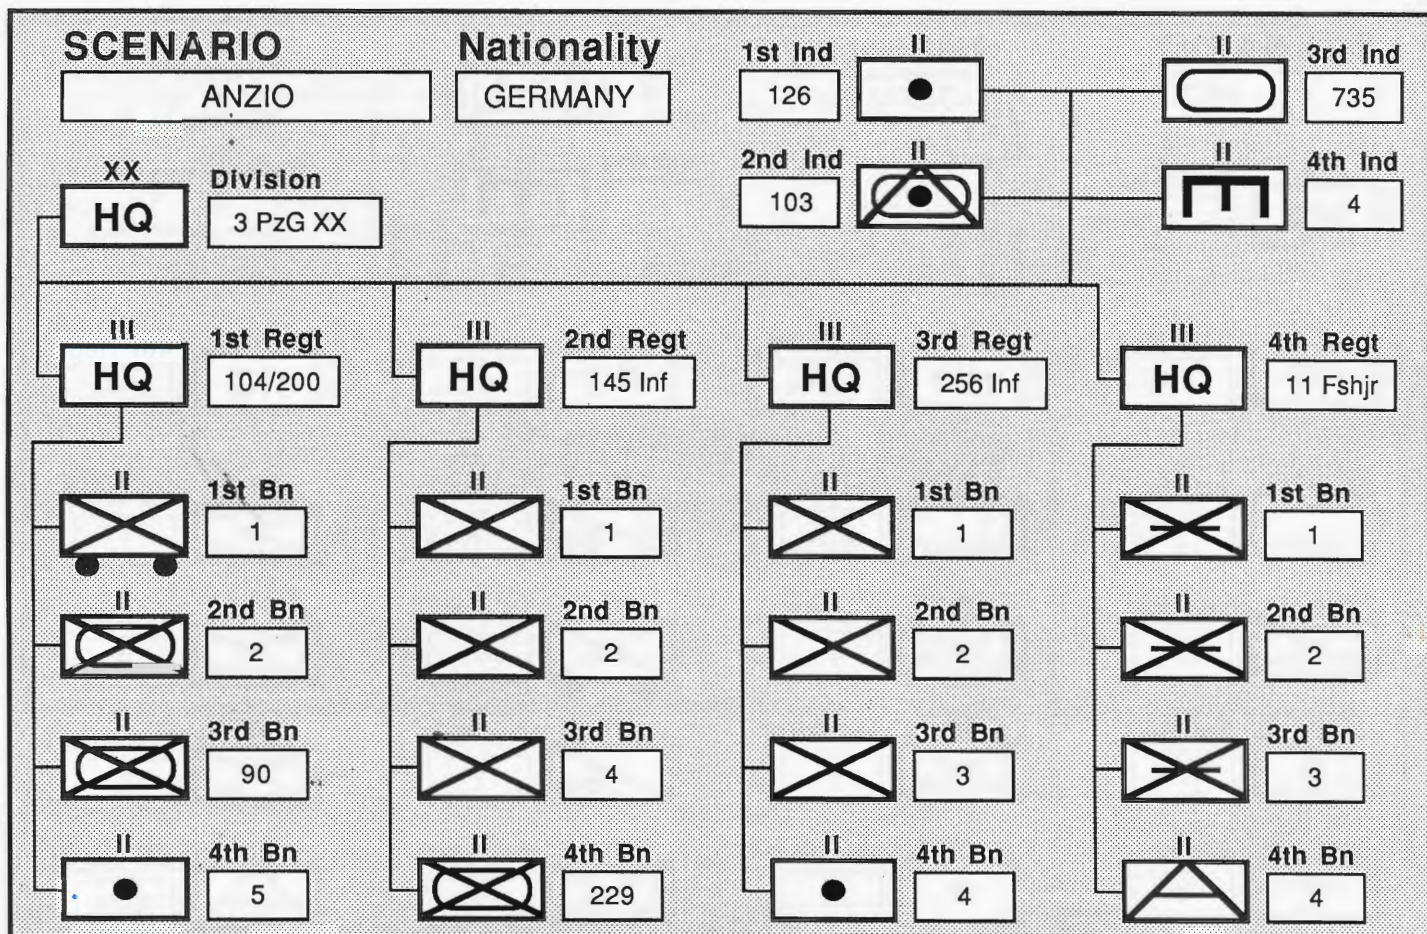 SCENARIO
Nationality
ANZIO
GERMANY
1st Ind
126
II
II
3rd Ind
735
2nd Ind
103
II
II
4th Ind
4
XX
HQ
Division
3 PzG XX
III
HQ
1st Regt
104/200
III
HQ
2nd Regt
145 Inf
III
HQ
3rd Regt
256 Inf
III
HQ
4th Regt
11 Fshjr
II
1st Bn
1
II
1st Bn
1
II
1st Bn
1
II
1st Bn
1
II
2nd Bn
2
II
2nd Bn
2
II
2nd Bn
2
II
2nd Bn
2
II
3rd Bn
90
II
3rd Bn
4
II
3rd Bn
3
II
3rd Bn
3
II
4th Bn
5
II
4th Bn
229
II
4th Bn
4
II
4th Bn
4